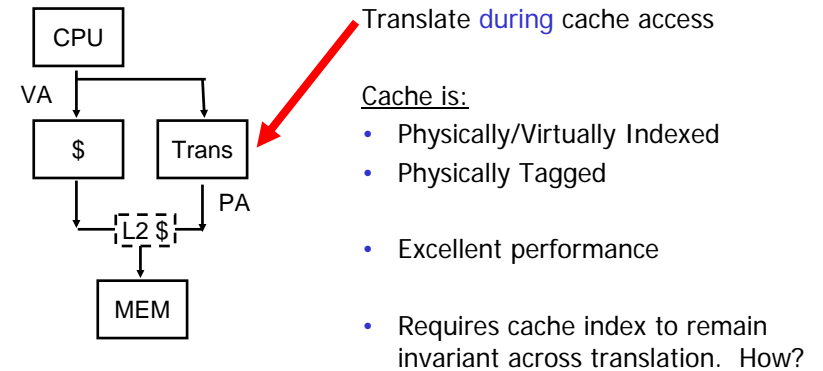 CPU
VA
$
Trans
PA
L2 $
MEM
Translate during cache access
Cache is:
• Physically/Virtually Indexed
• Physically Tagged
• Excellent performance
• Requires cache index to remain
invariant across translation. How?